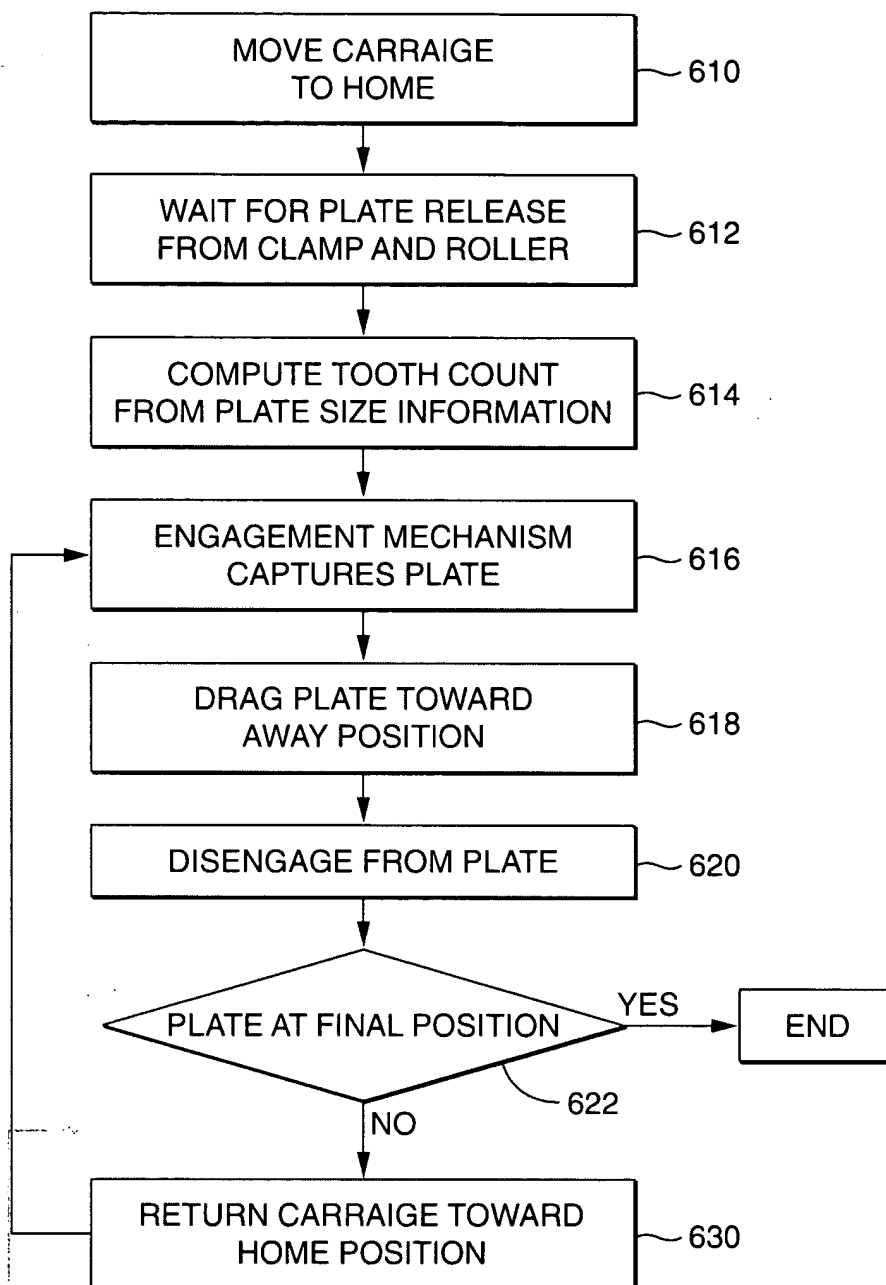 MOVE CARRAIGE
TO HOME
610
WAIT FOR PLATE RELEASE
FROM CLAMP AND ROLLER
612
COMPUTE TOOTH COUNT
FROM PLATE SIZE INFORMATION
614
ENGAGEMENT MECHANISM
CAPTURES PLATE
616
DRAG PLATE TOWARD
AWAY POSITION
618
DISENGAGE FROM PLATE
620
PLATE AT FINAL POSITION
YES
END
622
NO
RETURN CARRAIGE TOWARD
HOME POSITION
630